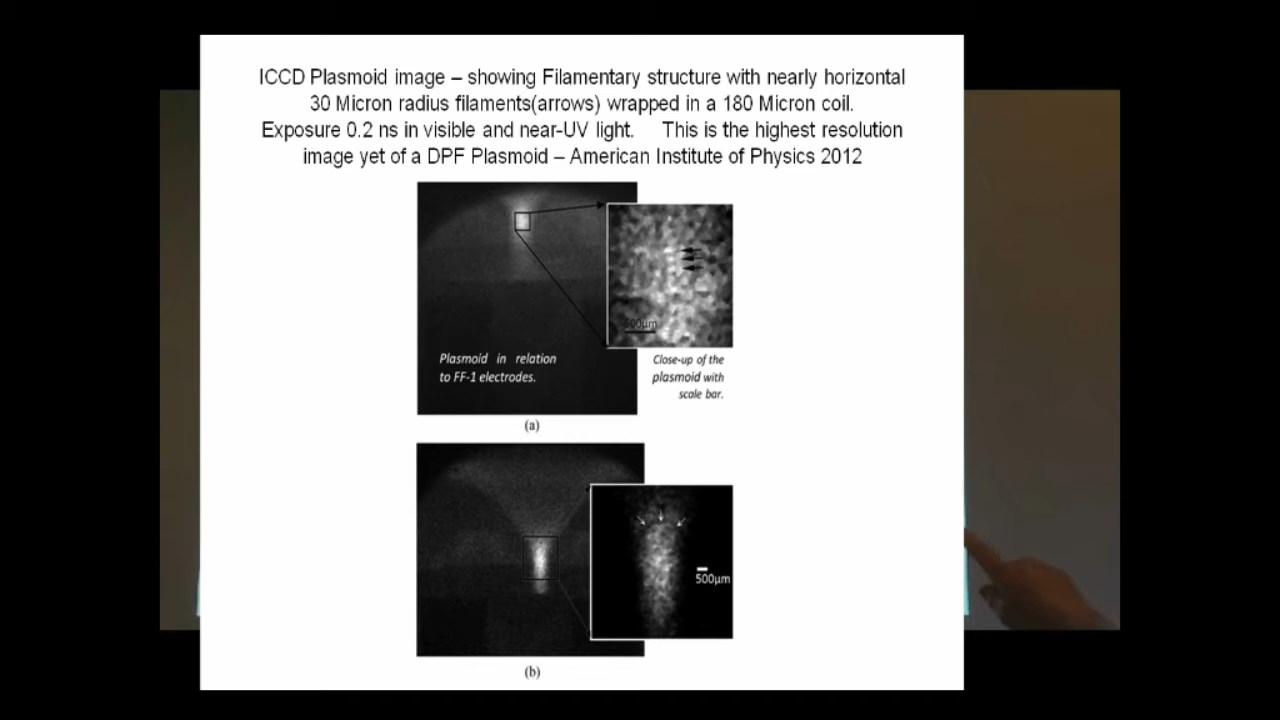 ICCD Plasmoid image – showing Filamentary structure with nearly horizontal
30 Micron radius filaments(arrows) wrapped in a 180 Micron coil.
Exposure 0.2 ns in visible and near-UV light. This is the highest resolution
image yet of a DPF Plasmoid – American Institute of Physics 2012
500µm
Plasmoid in relation
to FF-1 electrodes.
Close-up of the
plasmoid with
scale bar.
(a)
500µm
(b)